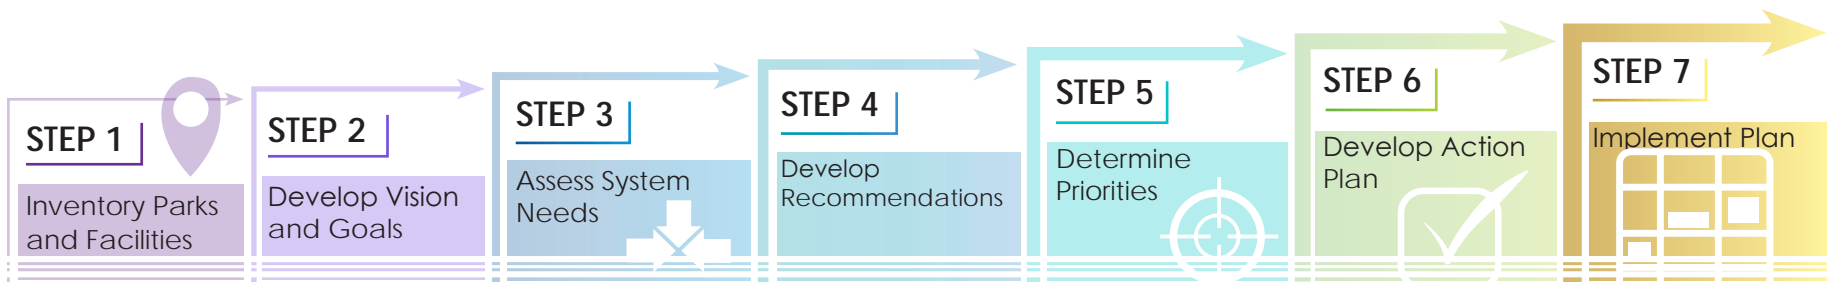 STEP 1
Inventory Parks
and Facilities
STEP 2
Develop Vision
and Goals
STEP 3
Assess System
Needs
STEP 4
Develop
Recommendations
STEP 5
Determine
Priorities
STEP 6
Develop Action
Plan
STEP 7
Implement Plan